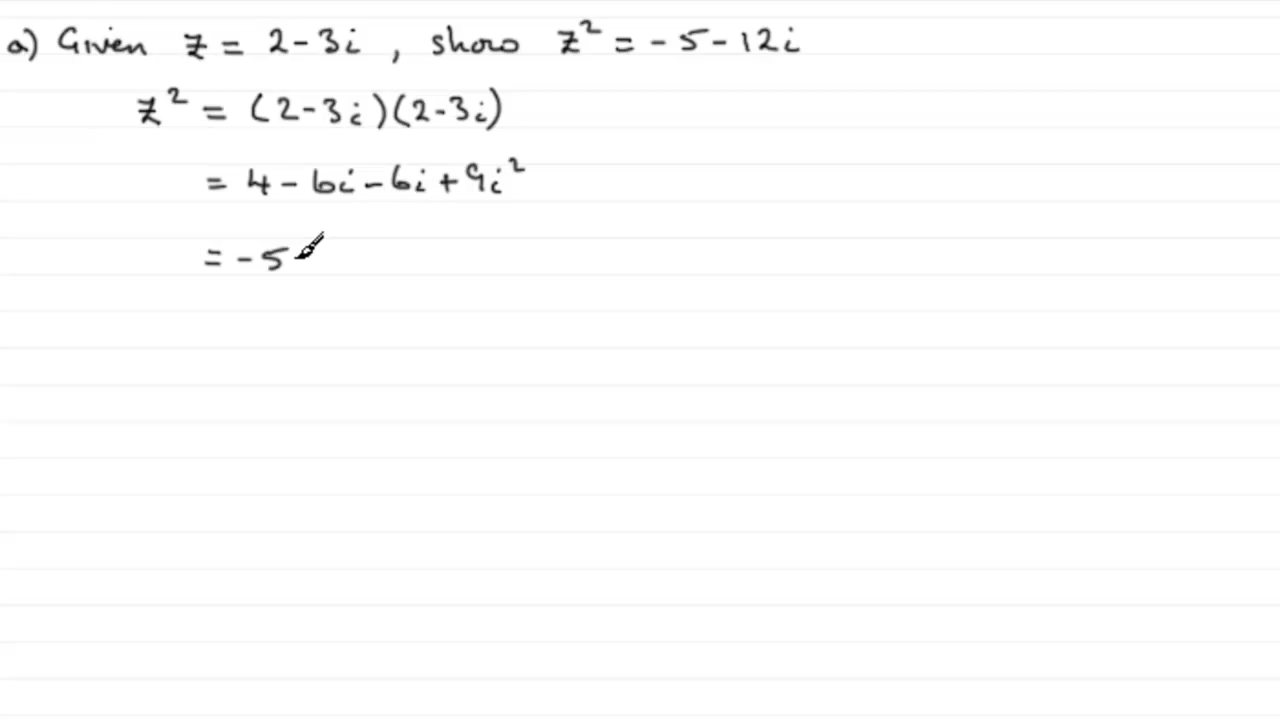 a) Given z = 2-3i , show z² = -5-12i
z² = (2-3i)(2-3i)
= 4-6i-6i+9i²
= -5